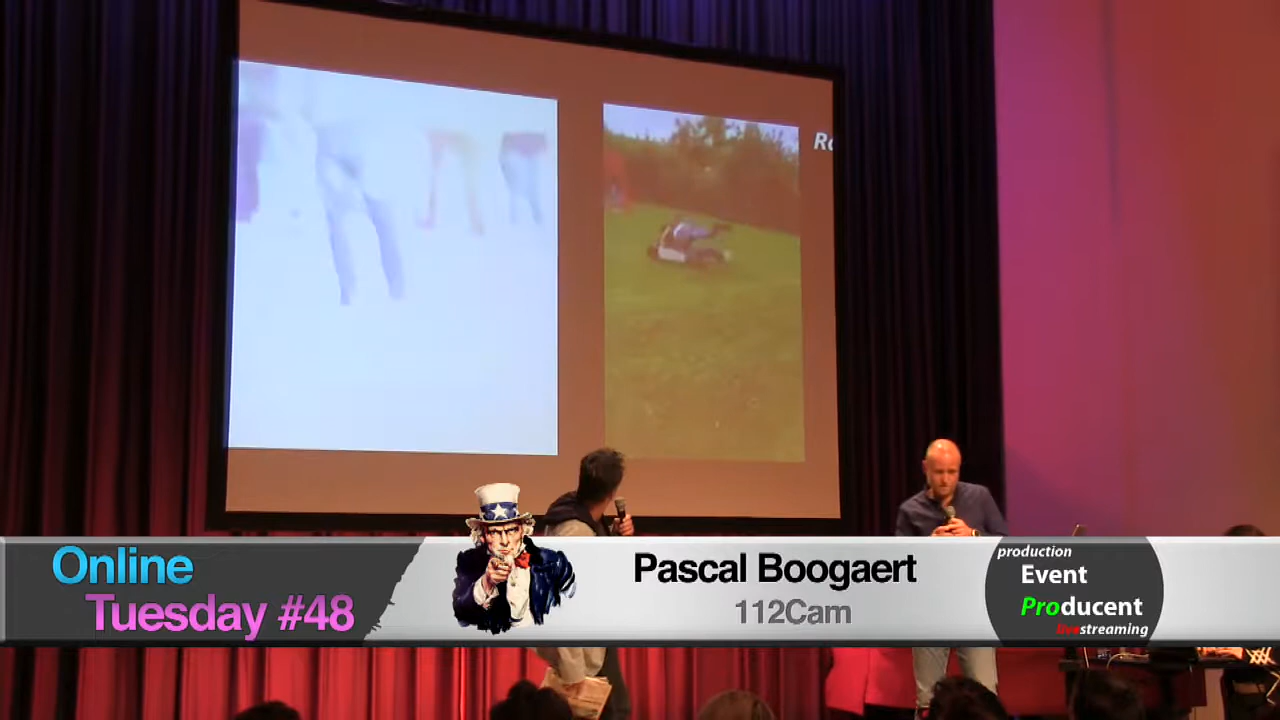 Online
Tuesday #48
Pascal Boogaert
112Cam
production
Event
Producent
livestreaming